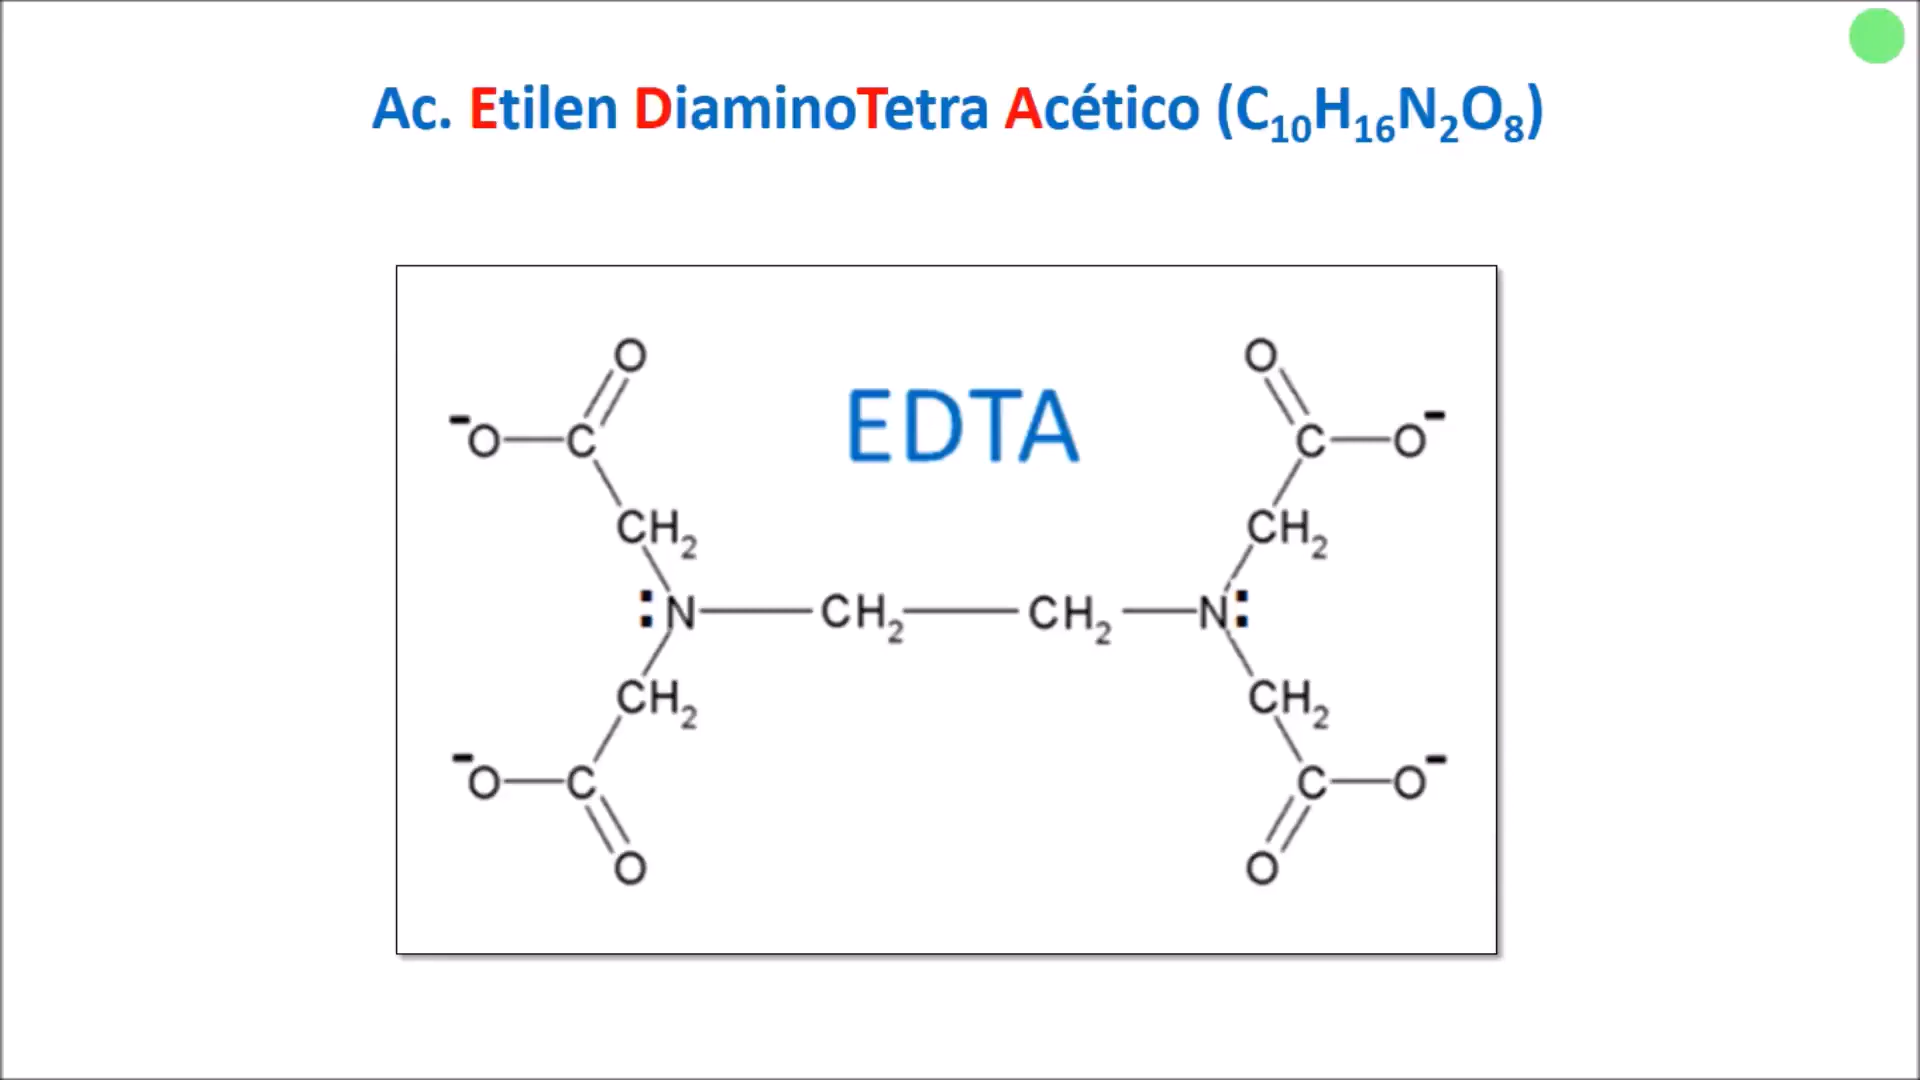 Ac. Etilen DiaminoTetra Acético (C₁₀H₁₆N₂O₈)
O O
EDTA
⁻O C C O⁻
CH₂ CH₂
:N CH₂ CH₂ N:
CH₂ CH₂
⁻O C C O⁻
O O